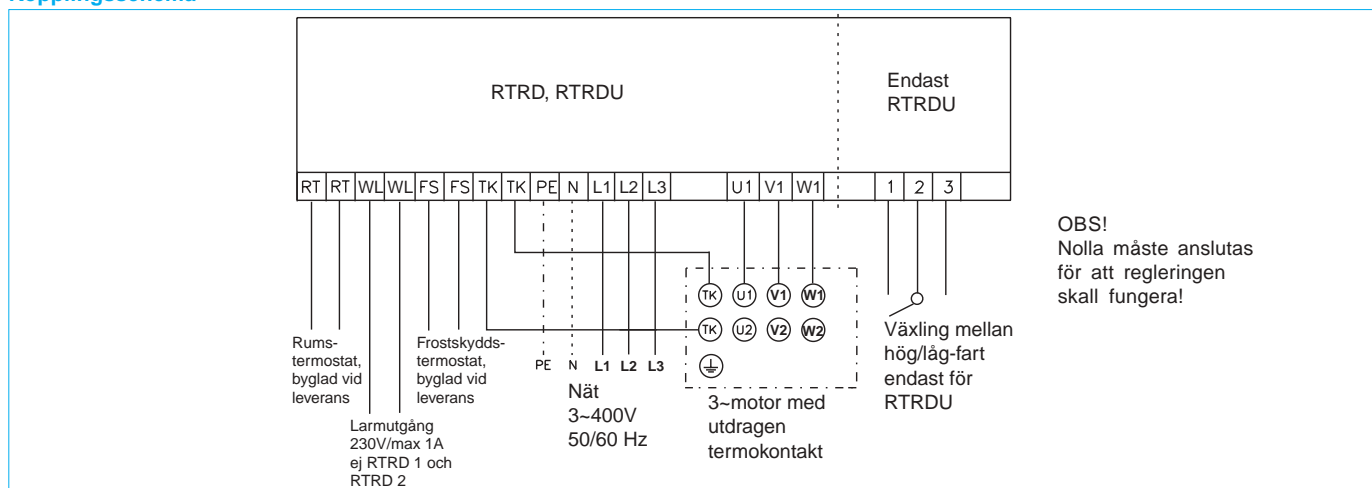 RTRD, RTRDU
Endast
RTRDU
RT RT WL WL FS FS TK TK PE N L1 L2 L3 U1 V1 W1 1 2 3
OBS!
Nolla måste anslutas
för att regleringen
skall fungera!
TK U1 V1 W1
TK U2 V2 W2
Rums-
termostat,
byglad vid
leverans
Frostskydds-
termostat,
byglad vid
leverans
PE N L1 L2 L3
Växling mellan
hög/låg-fart
endast för
RTRDU
Nät
3~400V
50/60 Hz
3~motor med
utdragen
termokontakt
Larmutgång
230V/max 1A
ej RTRD 1 och
RTRD 2